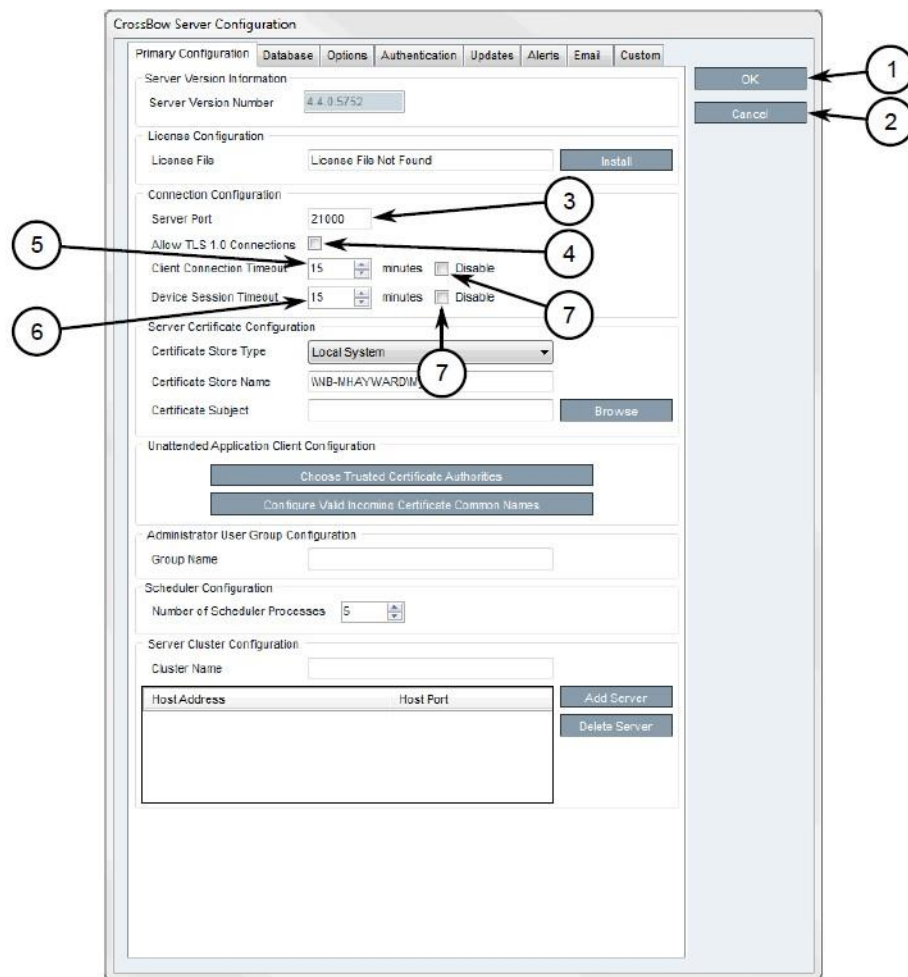 CrossBow Server Configuration
Primary Configuration Database Options Authentication Updates Alerts Email Custom
Server Version Information
Server Version Number 4.4.0.5752
OK 1
Cancel 2
License Configuration
License File License File Not Found Install
Connection Configuration
Server Port 21000 3
Allow TLS 1.0 Connections 4
5 Client Connection Timeout 15 minutes Disable 7
6 Device Session Timeout 15 minutes Disable 7
Server Certificate Configuration
Certificate Store Type Local System
Certificate Store Name \\NB-MHAYWARD\My
Certificate Subject Browse
Unattended Application Client Configuration
Choose Trusted Certificate Authorities
Configure Valid Incoming Certificate Common Names
Administrator User Group Configuration
Group Name
Scheduler Configuration
Number of Scheduler Processes 5
Server Cluster Configuration
Cluster Name
Host Address Host Port Add Server
Delete Server